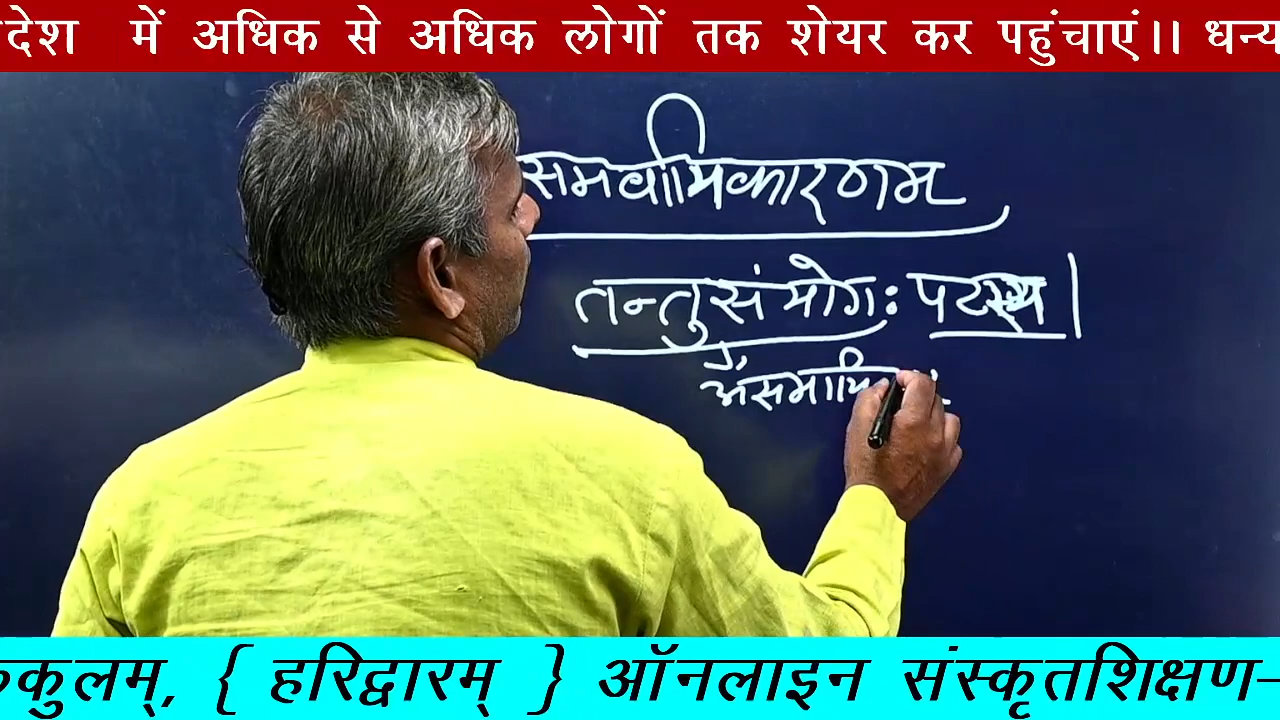 देश में अधिक से अधिक लोगों तक शेयर कर पहुंचाएं।। धन्य
समवायिकारणम्
तन्तुसंयोगः पटस्य।
कुलम्, { हरिद्वारम् } ऑनलाइन संस्कृतशिक्षण-